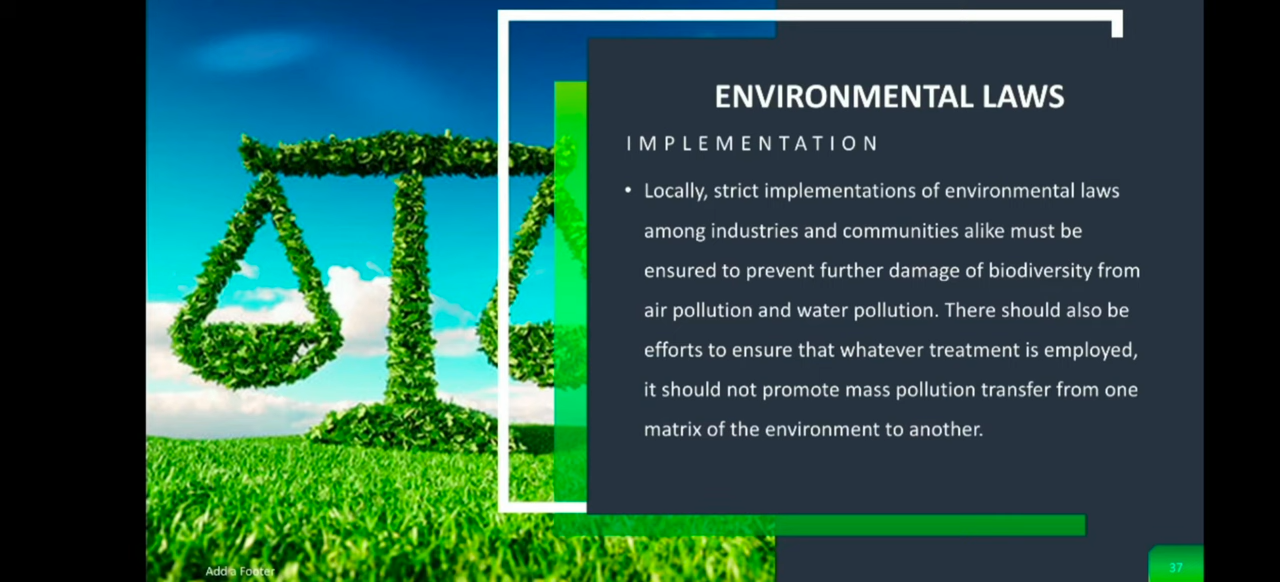 ENVIRONMENTAL LAWS
IMPLEMENTATION
• Locally, strict implementations of environmental laws
among industries and communities alike must be
ensured to prevent further damage of biodiversity from
air pollution and water pollution. There should also be
efforts to ensure that whatever treatment is employed,
it should not promote mass pollution transfer from one
matrix of the environment to another.
Add a Footer
37